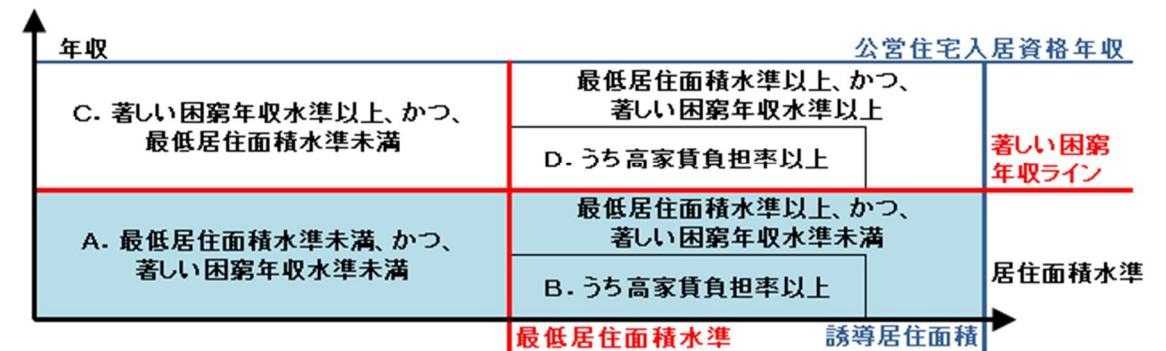 年収
公営住宅入居資格年収
C. 著しい困窮年収水準以上、かつ、
最低居住面積水準未満
最低居住面積水準以上、かつ、
著しい困窮年収水準以上
D. うち高家賃負担率以上
著しい困窮
年収ライン
A. 最低居住面積水準未満、かつ、
著しい困窮年収水準未満
最低居住面積水準以上、かつ、
著しい困窮年収水準未満
B. うち高家賃負担率以上
居住面積水準
最低居住面積水準
誘導居住面積